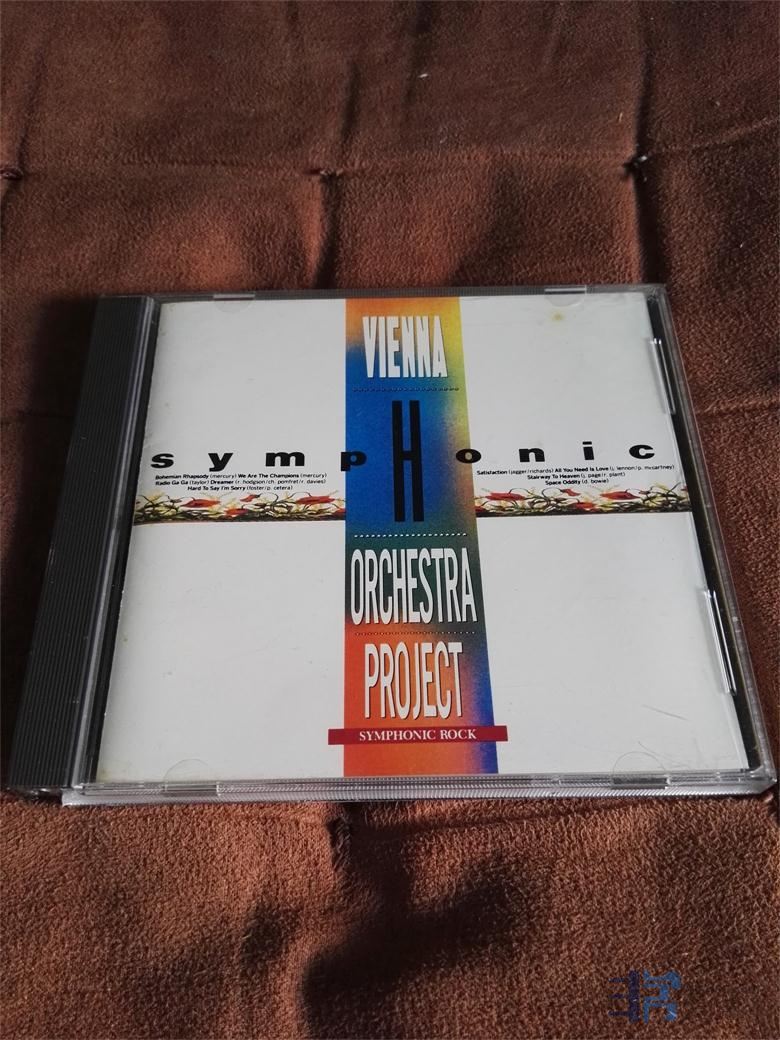 VIENNA
sympHonic
Bohemian Rhapsody (mercury) We Are The Champions (mercury)
Radio Ga Ga (taylor) Dreamer (r. hodgson/ch. pomfret/r. davies)
Hard To Say I'm Sorry (foster/p. cetera)
Satisfaction (jagger/richards) All You Need Is Love (j. lennon/p. mccartney)
Stairway To Heaven (j. page/r. plant)
Space Oddity (d. bowie)
ORCHESTRA
PROJECT
SYMPHONIC ROCK